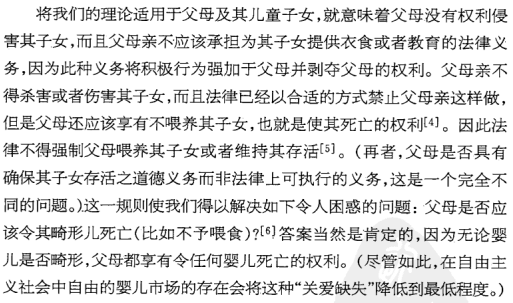 将我们的理论适用于父母及其儿童子女,就意味着父母没有权利侵
害其子女,而且父母亲不应该承担为其子女提供衣食或者教育的法律义
务,因为此种义务将积极行为强加于父母并剥夺父母的权利。父母亲不
得杀害或者伤害其子女,而且法律已经以合适的方式禁止父母亲这样做,
但是父母还应该享有不喂养其子女,也就是使其死亡的权利[4]。因此法
律不得强制父母喂养其子女或者维持其存活[5]。(再者,父母是否具有
确保其子女存活之道德义务而非法律上可执行的义务,这是一个完全不
同的问题。)这一规则使我们得以解决如下令人困惑的问题:父母是否应
该令其畸形儿死亡(比如不予喂食)?[6]答案当然是肯定的,因为无论婴
儿是否畸形,父母都享有令任何婴儿死亡的权利。(尽管如此,在自由主
义社会中自由的婴儿市场的存在会将这种“关爱缺失”降低到最低程度。)